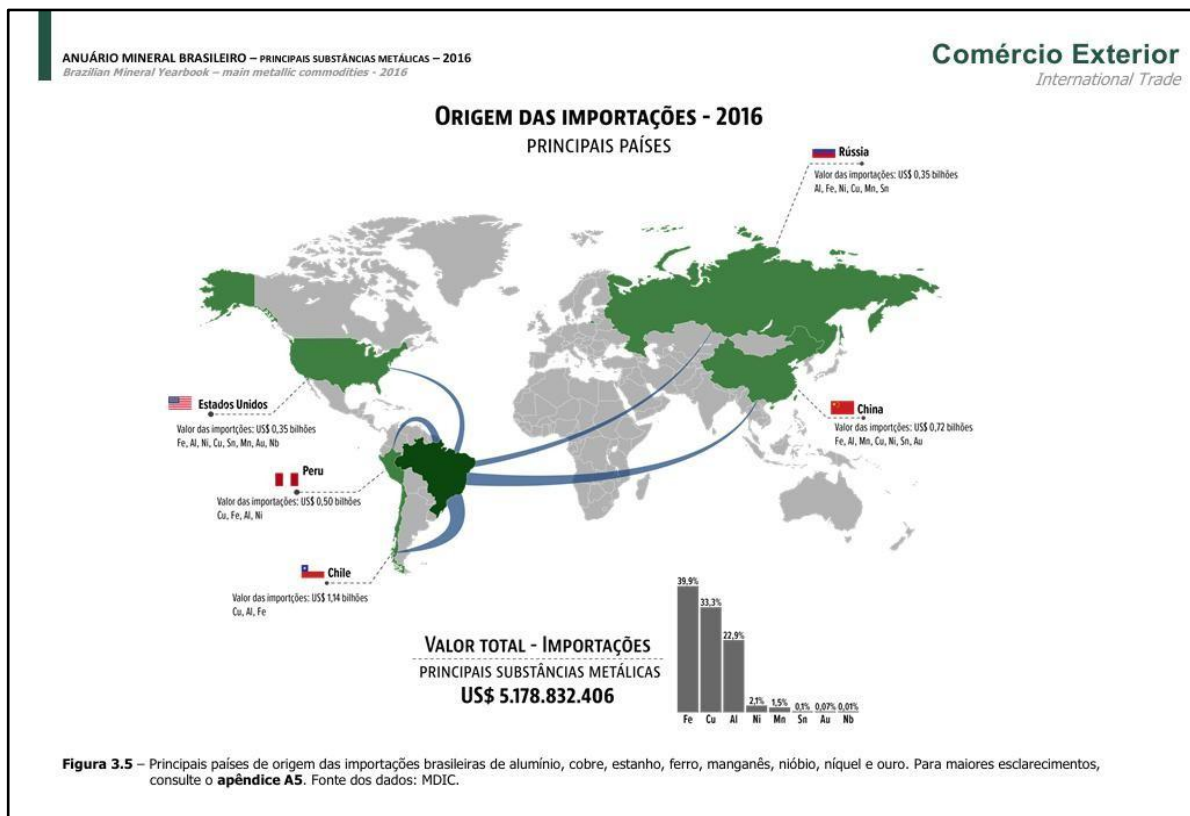 ANUÁRIO MINERAL BRASILEIRO – PRINCIPAIS SUBSTÂNCIAS METÁLICAS – 2016
Brazilian Mineral Yearbook – main metallic commodities - 2016
Comércio Exterior
International Trade
ORIGEM DAS IMPORTAÇÕES - 2016
PRINCIPAIS PAÍSES
Rússia
Valor das importações: US$ 0,35 bilhões
Al, Fe, Ni, Cu, Mn, Sn
Estados Unidos
Valor das importções: US$ 0,35 bilhões
Fe, Al, Ni, Cu, Sn, Mn, Au, Nb
China
Valor das importções: US$ 0,72 bilhões
Fe, Al, Mn, Cu, Ni, Sn, Au
Peru
Valor das importções: US$ 0,50 bilhões
Cu, Fe, Al, Ni
Chile
Valor das importções: US$ 1,14 bilhões
Cu, Al, Fe
VALOR TOTAL - IMPORTAÇÕES
PRINCIPAIS SUBSTÂNCIAS METÁLICAS
US$ 5.178.832.406
39,9% 33,3% 22,9% 2,1% 1,5% 0,1% 0,07% 0,01%
Fe Cu Al Ni Mn Sn Au Nb
Figura 3.5 – Principais países de origem das importações brasileiras de alumínio, cobre, estanho, ferro, manganês, nióbio, níquel e ouro. Para maiores esclarecimentos,
consulte o apêndice A5. Fonte dos dados: MDIC.